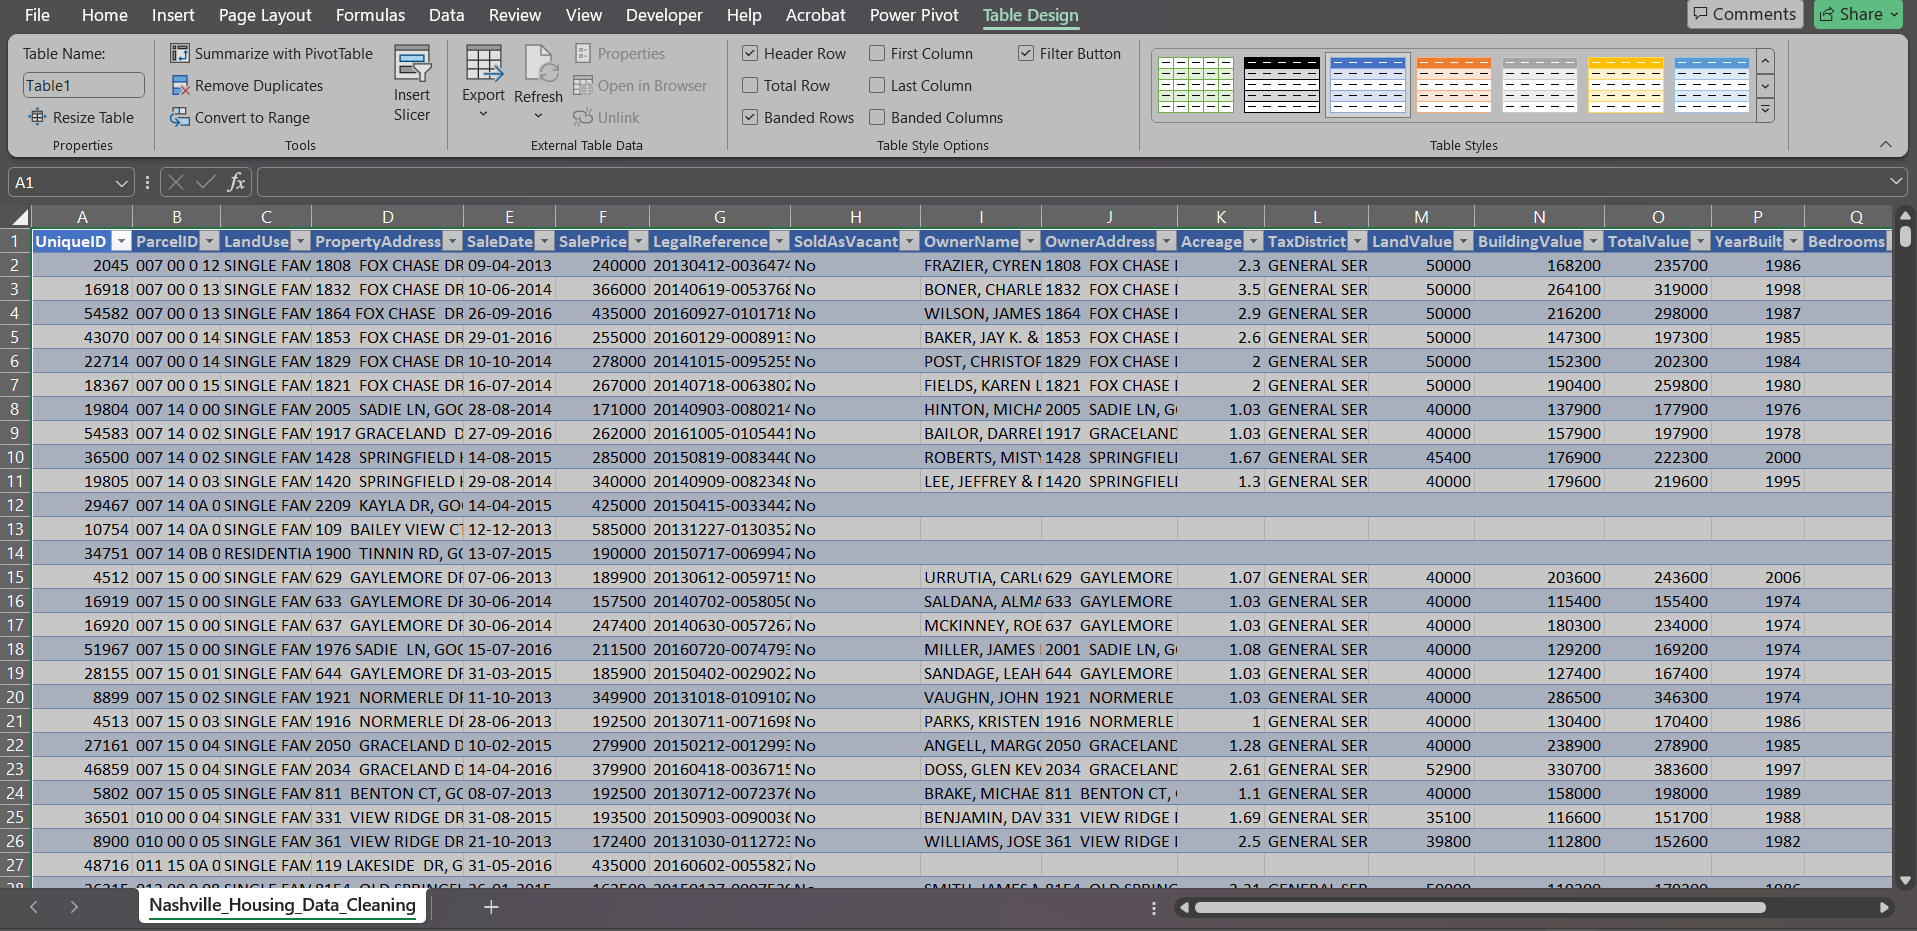 File Home Insert Page Layout Formulas Data Review View Developer Help Acrobat Power Pivot Table Design Comments Share
Table Name:
Table1
Resize Table
Properties
Summarize with PivotTable
Remove Duplicates
Convert to Range
Tools
Insert
Slicer
Export
Refresh
Properties
Open in Browser
Unlink
External Table Data
Header Row First Column Filter Button
Total Row Last Column
Banded Rows Banded Columns
Table Style Options
Table Styles
A1 fx
A B C D E F G H I J K L M N O P Q
1 UniqueID ParcelID LandUse PropertyAddress SaleDate SalePrice LegalReference SoldAsVacant OwnerName OwnerAddress Acreage TaxDistrict LandValue BuildingValue TotalValue YearBuilt Bedrooms
2 2045 007 00 0 12 SINGLE FAM 1808 FOX CHASE DR 09-04-2013 240000 20130412-0036474 No FRAZIER, CYREN 1808 FOX CHASE 2.3 GENERAL SER 50000 168200 235700 1986
3 16918 007 00 0 13 SINGLE FAM 1832 FOX CHASE DR 10-06-2014 366000 20140619-0053768 No BONER, CHARLE 1832 FOX CHASE 3.5 GENERAL SER 50000 264100 319000 1998
4 54582 007 00 0 13 SINGLE FAM 1864 FOX CHASE DR 26-09-2016 435000 20160927-0101718 No WILSON, JAMES 1864 FOX CHASE 2.9 GENERAL SER 50000 216200 298000 1987
5 43070 007 00 0 14 SINGLE FAM 1853 FOX CHASE DR 29-01-2016 255000 20160129-0008913 No BAKER, JAY K. & 1853 FOX CHASE 2.6 GENERAL SER 50000 147300 197300 1985
6 22714 007 00 0 14 SINGLE FAM 1829 FOX CHASE DR 10-10-2014 278000 20141015-0095255 No POST, CHRISTOP 1829 FOX CHASE 2 GENERAL SER 50000 152300 202300 1984
7 18367 007 00 0 15 SINGLE FAM 1821 FOX CHASE DR 16-07-2014 267000 20140718-0063802 No FIELDS, KAREN L 1821 FOX CHASE 2 GENERAL SER 50000 190400 259800 1980
8 19804 007 14 0 00 SINGLE FAM 2005 SADIE LN, GOO 28-08-2014 171000 20140903-0080214 No HINTON, MICHA 2005 SADIE LN, G 1.03 GENERAL SER 40000 137900 177900 1976
9 54583 007 14 0 02 SINGLE FAM 1917 GRACELAND D 27-09-2016 262000 20161005-0105441 No BAILOR, DARREL 1917 GRACELAND 1.03 GENERAL SER 40000 157900 197900 1978
10 36500 007 14 0 02 SINGLE FAM 1428 SPRINGFIELD 14-08-2015 285000 20150819-0083440 No ROBERTS, MISTY 1428 SPRINGFIEL 1.67 GENERAL SER 45400 176900 222300 2000
11 19805 007 14 0 03 SINGLE FAM 1420 SPRINGFIELD 29-08-2014 340000 20140909-0082348 No LEE, JEFFREY & 1420 SPRINGFIEL 1.3 GENERAL SER 40000 179600 219600 1995
12 29467 007 14 0A 0 SINGLE FAM 2209 KAYLA DR, GO 14-04-2015 425000 20150415-0033442 No
13 10754 007 14 0A 0 SINGLE FAM 109 BAILEY VIEW CT 12-12-2013 585000 20131227-0130352 No
14 34751 007 14 0B 0 RESIDENTIA 1900 TINNIN RD, GO 13-07-2015 190000 20150717-0069947 No
15 4512 007 15 0 00 SINGLE FAM 629 GAYLEMORE DR 07-06-2013 189900 20130612-0059715 No URRUTIA, CARL 629 GAYLEMORE 1.07 GENERAL SER 40000 203600 243600 2006
16 16919 007 15 0 00 SINGLE FAM 633 GAYLEMORE DR 30-06-2014 157500 20140702-0058050 No SALDANA, ALMA 633 GAYLEMORE 1.03 GENERAL SER 40000 115400 155400 1974
17 16920 007 15 0 00 SINGLE FAM 637 GAYLEMORE DR 30-06-2014 247400 20140630-0057267 No MCKINNEY, ROB 637 GAYLEMORE 1.03 GENERAL SER 40000 180300 234000 1974
18 51967 007 15 0 00 SINGLE FAM 1976 SADIE LN, GOO 15-07-2016 211500 20160720-0074793 No MILLER, JAMES 2001 SADIE LN, G 1.08 GENERAL SER 40000 129200 169200 1974
19 28155 007 15 0 01 SINGLE FAM 644 GAYLEMORE DR 31-03-2015 185900 20150402-0029022 No SANDAGE, LEAH 644 GAYLEMORE 1.03 GENERAL SER 40000 127400 167400 1974
20 8899 007 15 0 02 SINGLE FAM 1921 NORMERLE DR 11-10-2013 349900 20131018-0109102 No VAUGHN, JOHN 1921 NORMERLE 1.03 GENERAL SER 40000 286500 346300 1974
21 4513 007 15 0 03 SINGLE FAM 1916 NORMERLE DR 28-06-2013 192500 20130711-0071698 No PARKS, KRISTEN 1916 NORMERLE 1 GENERAL SER 40000 130400 170400 1986
22 27161 007 15 0 04 SINGLE FAM 2050 GRACELAND D 10-02-2015 279900 20150212-0012993 No ANGELL, MARGO 2050 GRACELAND 1.28 GENERAL SER 40000 238900 278900 1985
23 46859 007 15 0 04 SINGLE FAM 2034 GRACELAND D 14-04-2016 379900 20160418-0036715 No DOSS, GLEN KEV 2034 GRACELAND 2.61 GENERAL SER 52900 330700 383600 1997
24 5802 007 15 0 05 SINGLE FAM 811 BENTON CT, GO 08-07-2013 192500 20130712-0072376 No BRAKE, MICHAE 811 BENTON CT, 1.1 GENERAL SER 40000 158000 198000 1989
25 36501 010 00 0 04 SINGLE FAM 331 VIEW RIDGE DR 31-08-2015 193500 20150903-0090036 No BENJAMIN, DAV 331 VIEW RIDGE 1.69 GENERAL SER 35100 116600 151700 1988
26 8900 010 00 0 05 SINGLE FAM 361 VIEW RIDGE DR 21-10-2013 172400 20131030-0112723 No WILLIAMS, JOSE 361 VIEW RIDGE 2.5 GENERAL SER 39800 112800 152600 1982
27 48716 011 15 0A 0 SINGLE FAM 119 LAKESIDE DR, G 31-05-2016 435000 20160602-0055827 No
Nashville_Housing_Data_Cleaning